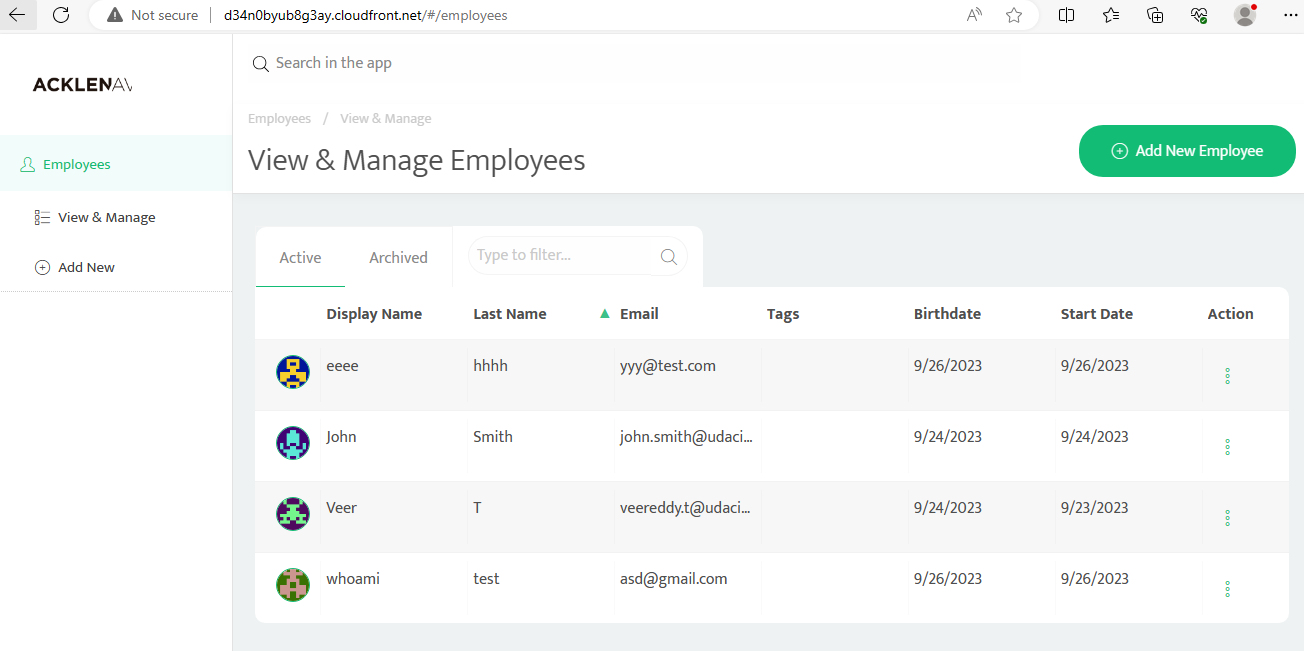 Not secure d34n0byub8g3ay.cloudfront.net/#/employees
Search in the app
ACKLENAV
Employees / View & Manage
View & Manage Employees
Add New Employee
Employees
View & Manage
Add New
Active Archived Type to filter...
Display Name Last Name Email Tags Birthdate Start Date Action
eeee hhhh yyy@test.com 9/26/2023 9/26/2023
John Smith john.smith@udaci... 9/24/2023 9/24/2023
Veer T veereddy.t@udaci... 9/24/2023 9/23/2023
whoami test asd@gmail.com 9/26/2023 9/26/2023